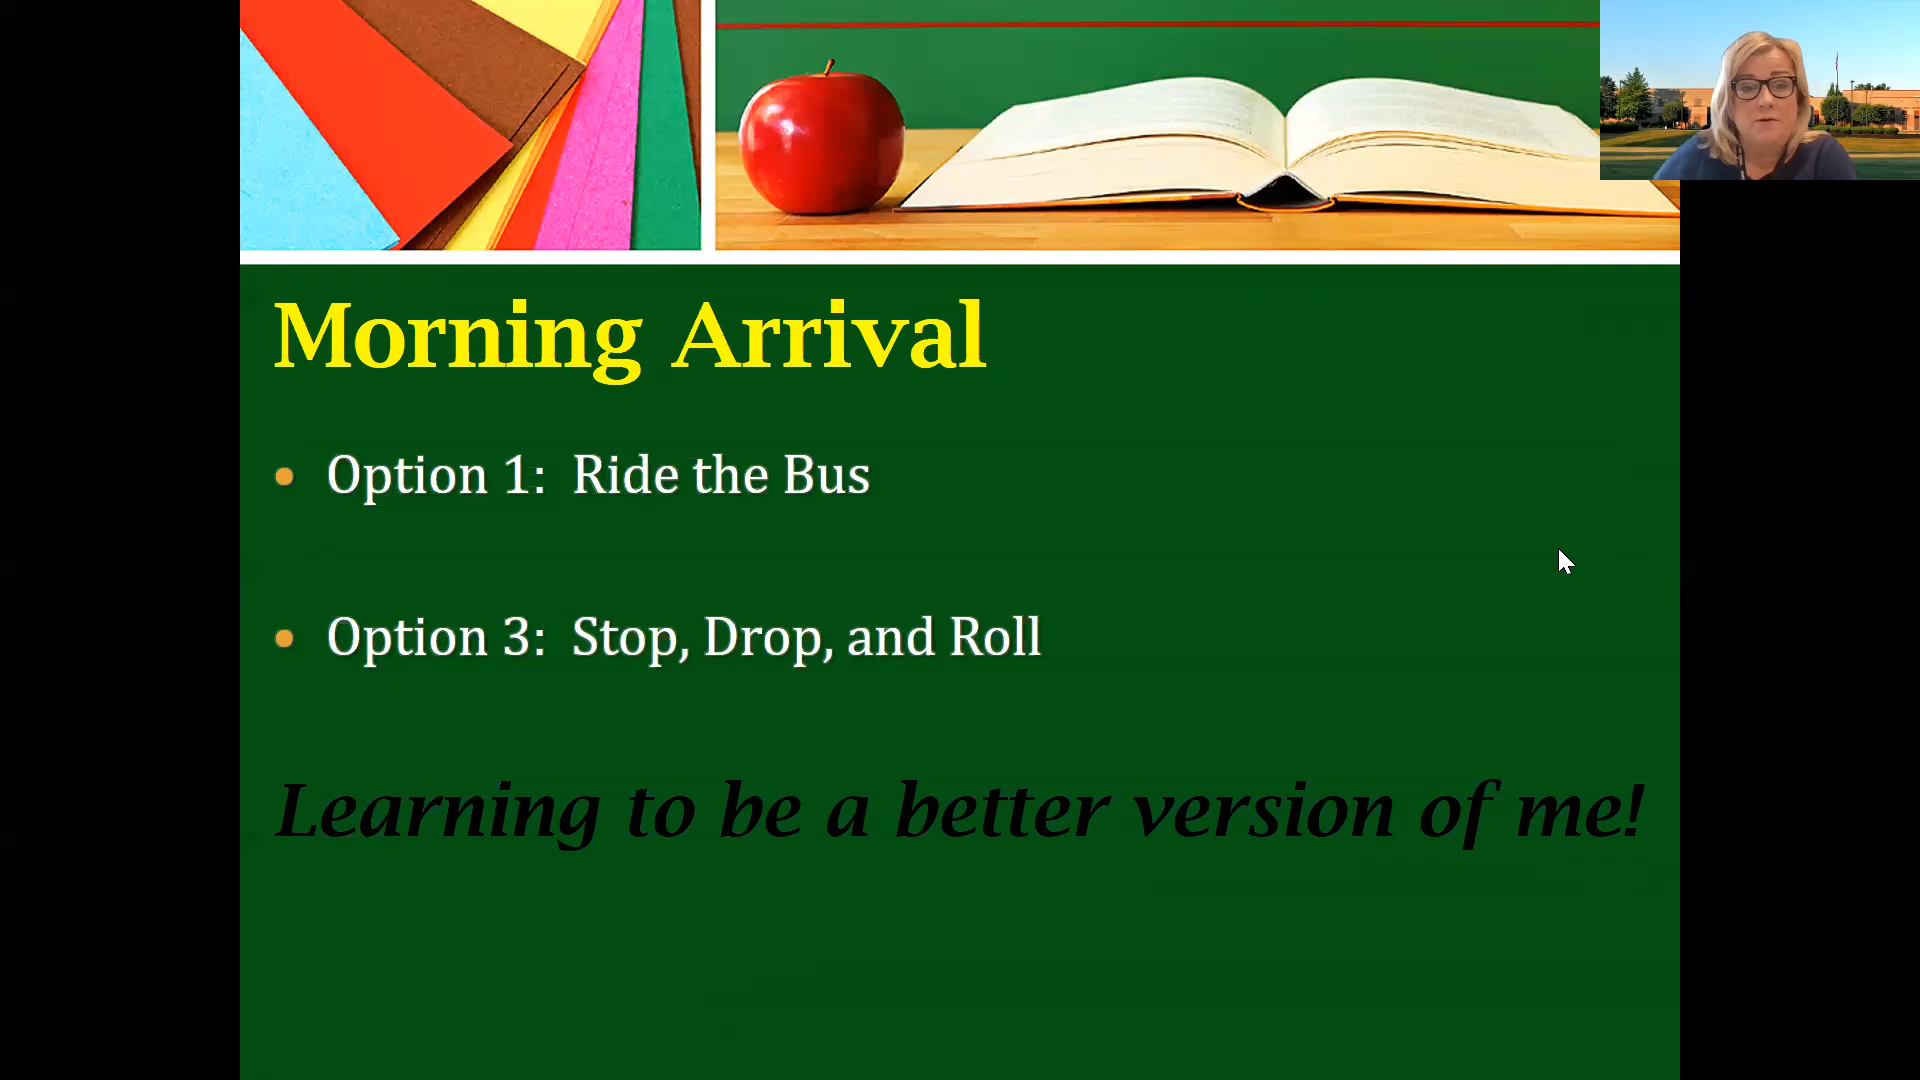 Morning Arrival
• Option 1: Ride the Bus
• Option 3: Stop, Drop, and Roll
Learning to be a better version of me!